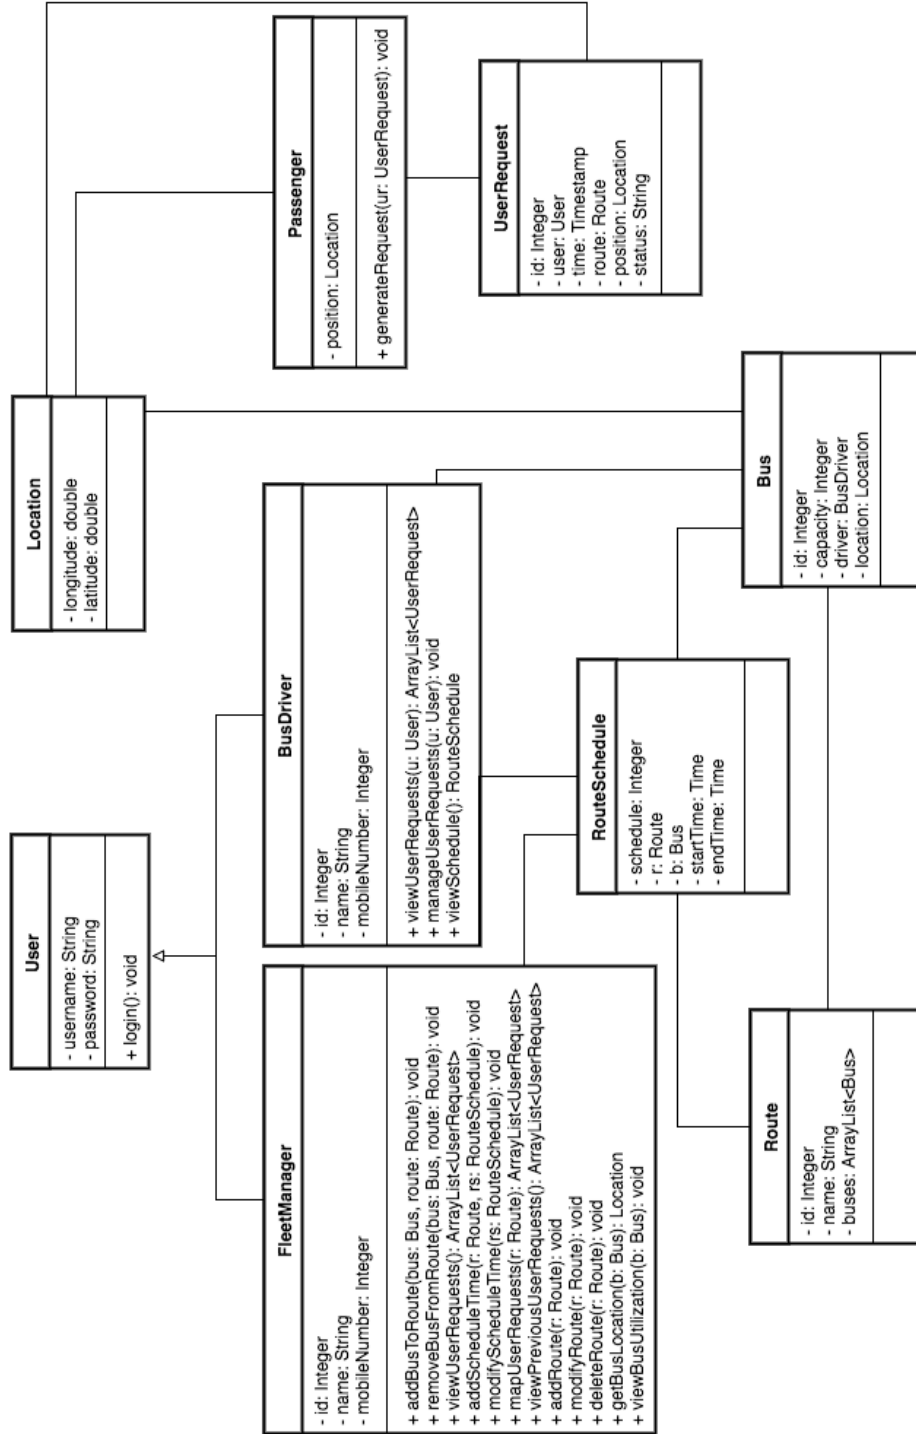 User
- username: String
- password: String
+ login(): void
Location
- longitude: double
- latitude: double
Passenger
- position: Location
+ generateRequest(ur: UserRequest): void
FleetManager
- id: Integer
- name: String
- mobileNumber: Integer
+ addBusToRoute(bus: Bus, route: Route): void
+ removeBusFromRoute(bus: Bus, route: Route): void
+ viewUserRequests(): ArrayList<UserRequest>
+ addScheduleTime(r: Route, rs: RouteSchedule): void
+ modifyScheduleTime(rs: RouteSchedule): void
+ mapUserRequests(r: Route): ArrayList<UserRequest>
+ viewPreviousUserRequests(): ArrayList<UserRequest>
+ addRoute(r: Route): void
+ modifyRoute(r: Route): void
+ deleteRoute(r: Route): void
+ getBusLocation(b: Bus): Location
+ viewBusUtilization(b: Bus): void
BusDriver
- id: Integer
- name: String
- mobileNumber: Integer
+ viewUserRequests(u: User): ArrayList<UserRequest>
+ manageUserRequests(u: User): void
+ viewSchedule(): RouteSchedule
UserRequest
- id: Integer
- user: User
- time: Timestamp
- route: Route
- position: Location
- status: String
RouteSchedule
- schedule: Integer
- r: Route
- b: Bus
- startTime: Time
- endTime: Time
Route
- id: Integer
- name: String
- buses: ArrayList<Bus>
Bus
- id: Integer
- capacity: Integer
- driver: BusDriver
- location: Location